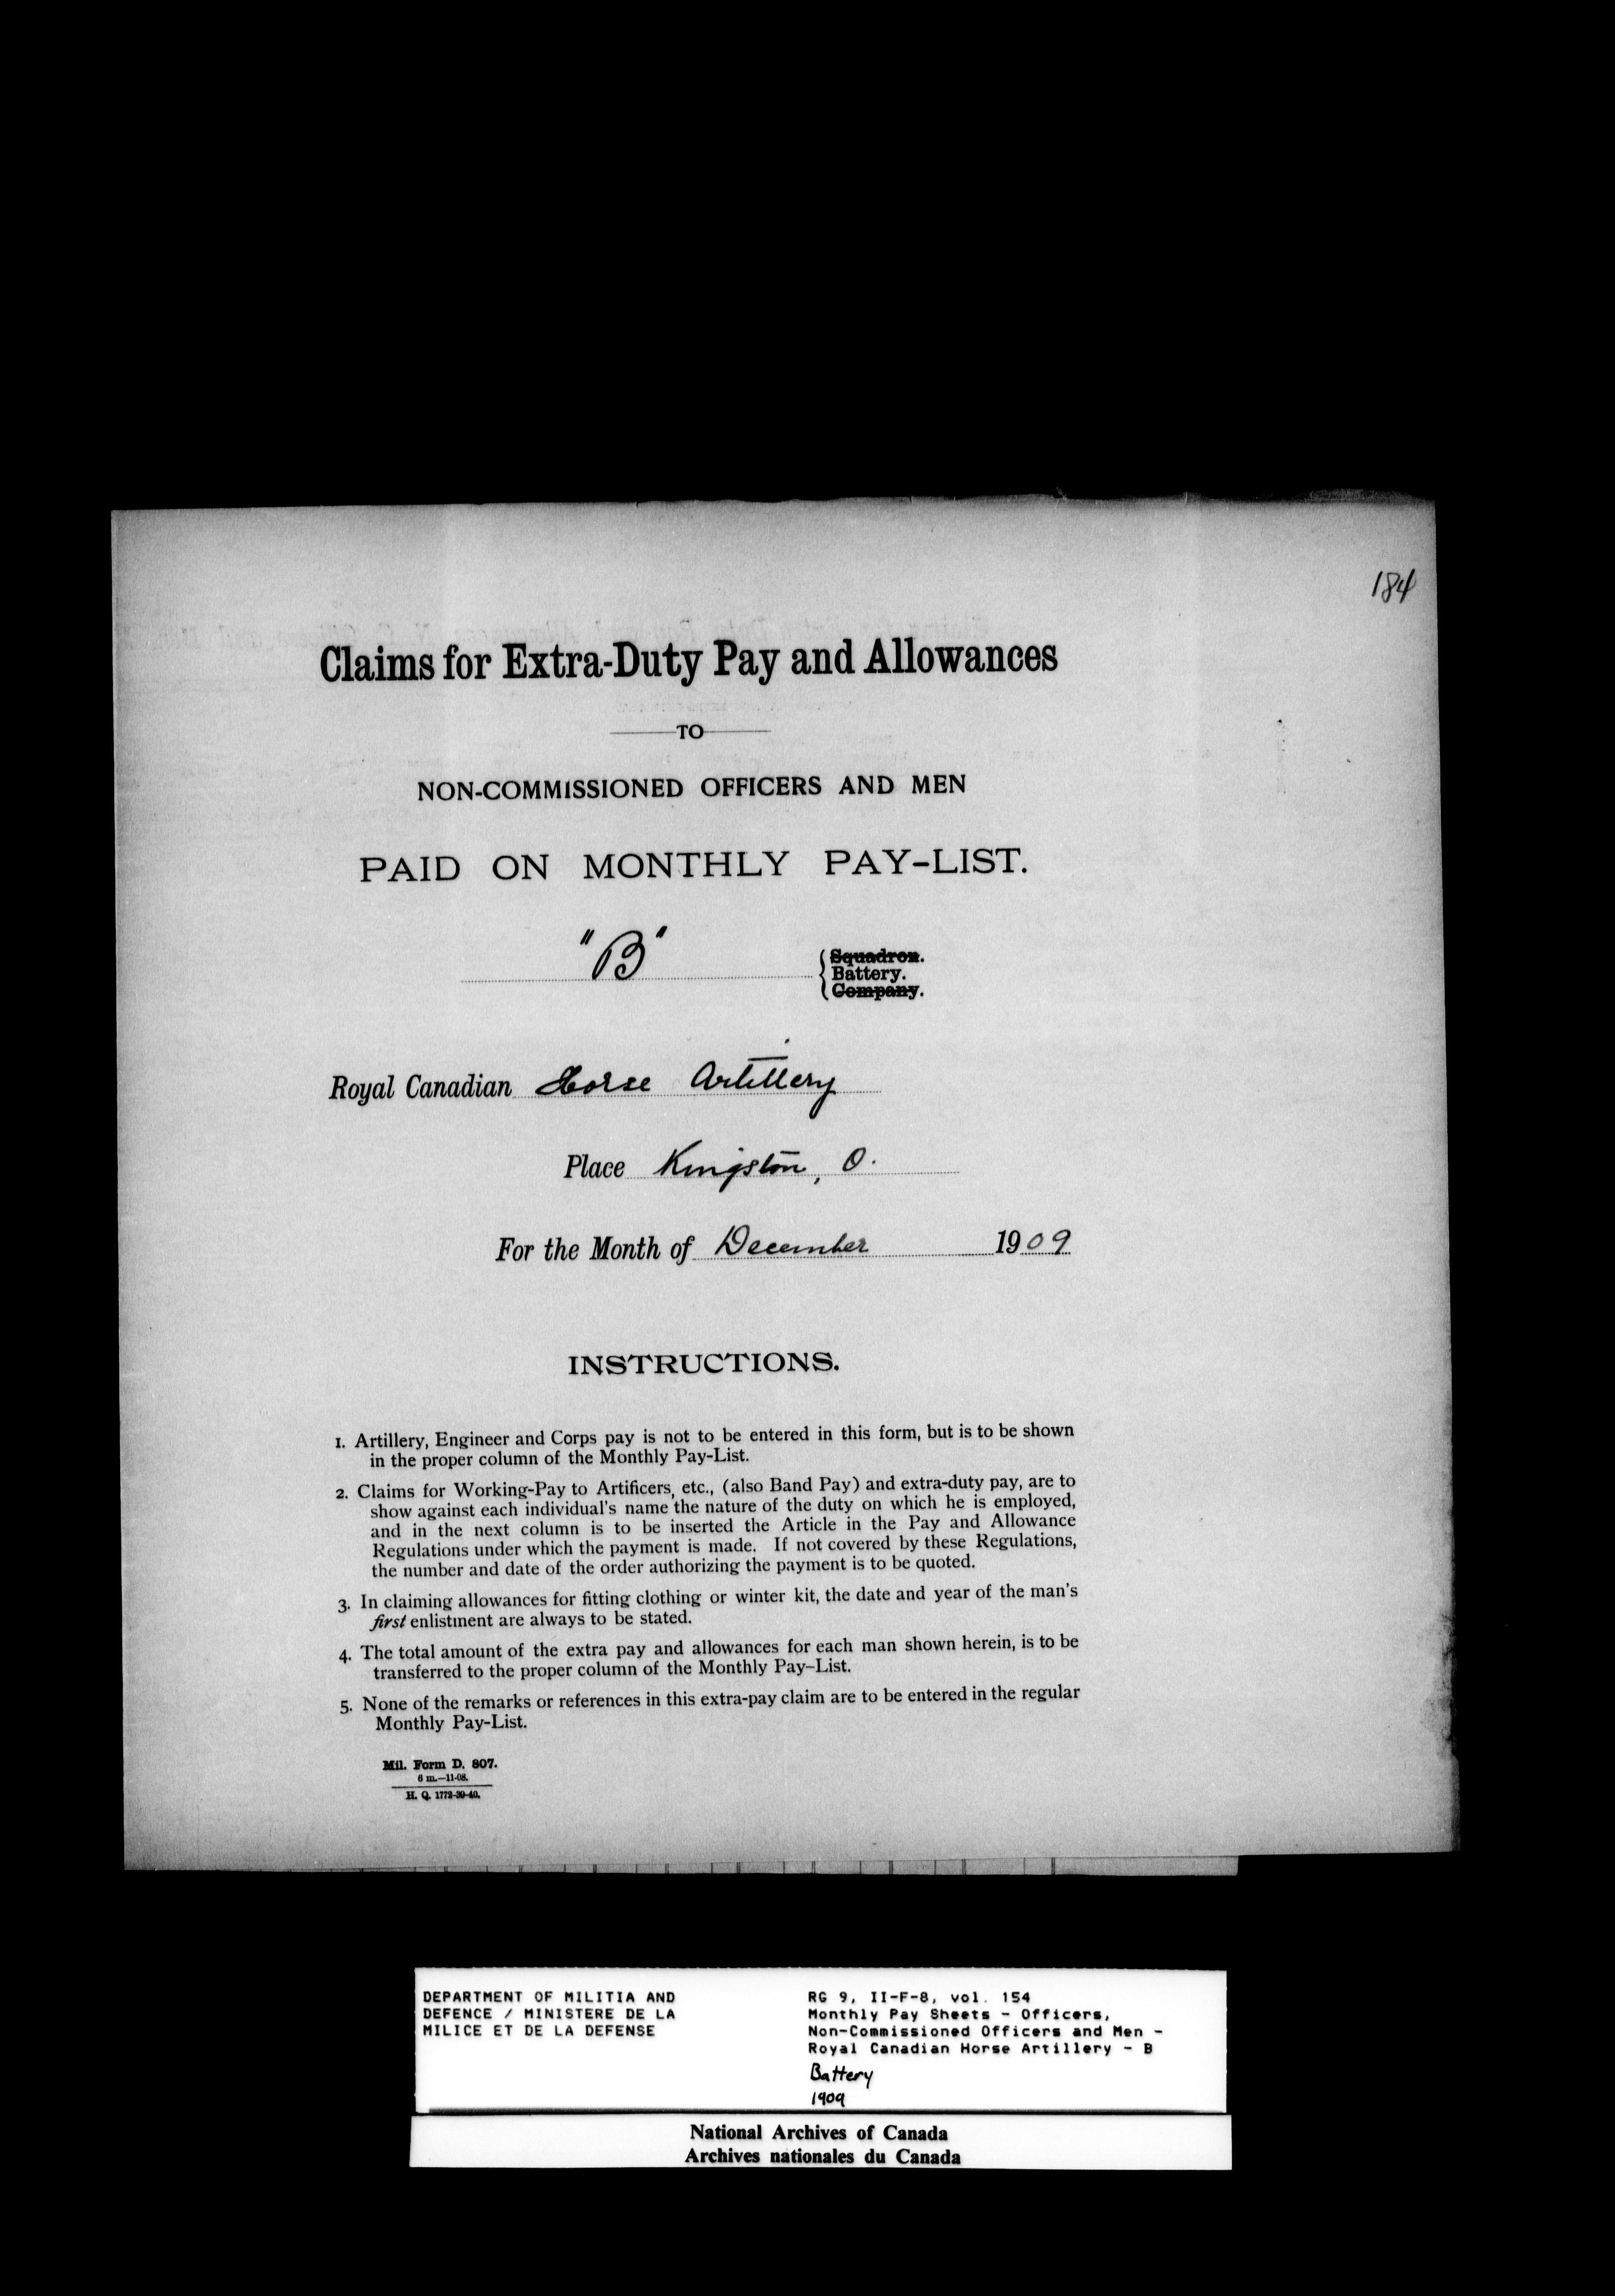 184
Claims for Extra-Duty Pay and Allowances
TO
NON-COMMISSIONED OFFICERS AND MEN
PAID ON MONTHLY PAY-LIST.
"B"
Squadron.
Battery.
Company.
Royal Canadian Horse Artillery
Place Kingston, O.
For the Month of December 1909
INSTRUCTIONS.
1. Artillery, Engineer and Corps pay is not to be entered in this form, but is to be shown
in the proper column of the Monthly Pay-List.
2. Claims for Working-Pay to Artificers, etc., (also Band Pay) and extra-duty pay, are to
show against each individual's name the nature of the duty on which he is employed,
and in the next column is to be inserted the Article in the Pay and Allowance
Regulations under which the payment is made. If not covered by these Regulations,
the number and date of the order authorizing the payment is to be quoted.
3. In claiming allowances for fitting clothing or winter kit, the date and year of the man's
first enlistment are always to be stated.
4. The total amount of the extra pay and allowances for each man shown herein, is to be
transferred to the proper column of the Monthly Pay-List.
5. None of the remarks or references in this extra-pay claim are to be entered in the regular
Monthly Pay-List.
Mil. Form D. 807.
6 m.—11-08.
H. Q. 1772-39-40.
DEPARTMENT OF MILITIA AND
DEFENCE / MINISTERE DE LA
MILICE ET DE LA DEFENSE
RG 9, II-F-8, vol. 154
Monthly Pay Sheets - Officers,
Non-Commissioned Officers and Men -
Royal Canadian Horse Artillery - B
Battery
1909
National Archives of Canada
Archives nationales du Canada